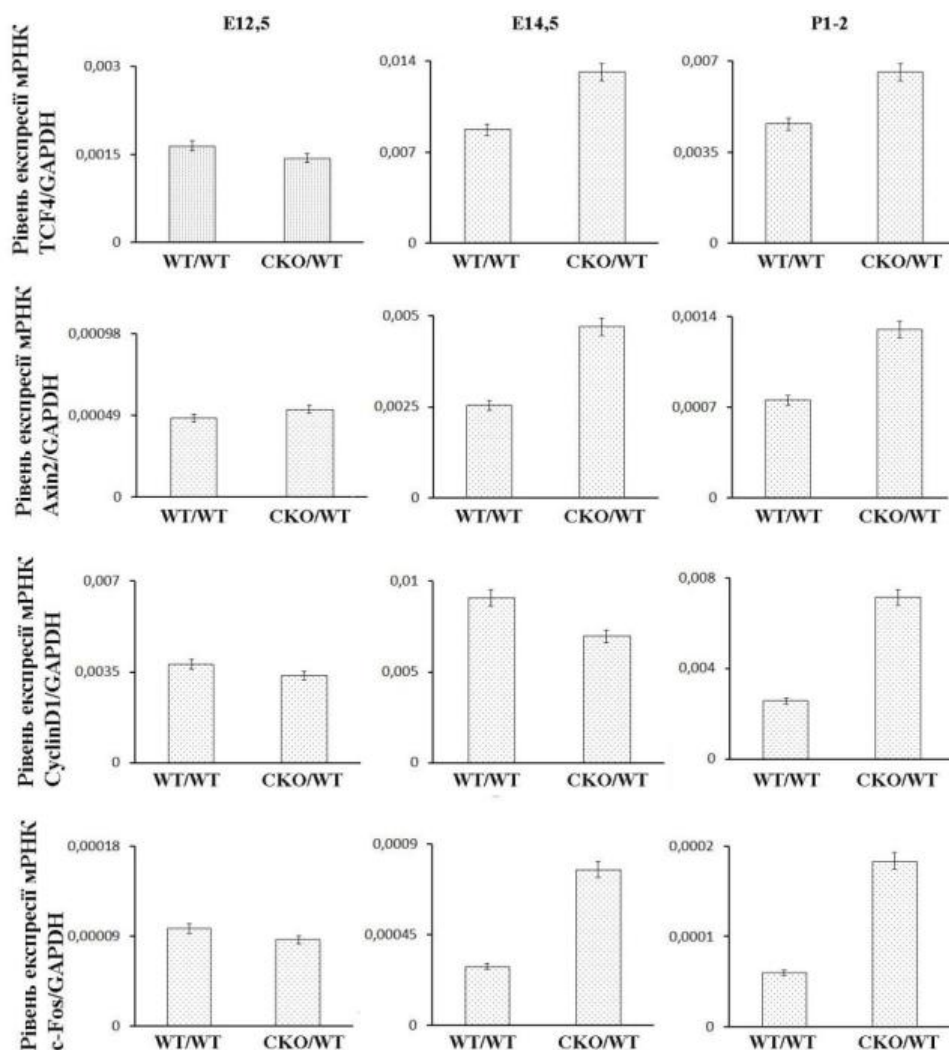 E12,5
E14,5
P1-2
Рівень експресії мРНК
TCF4/GAPDH
0,003
0,0015
0
WT/WT
CKO/WT
0,014
0,007
0
WT/WT
CKO/WT
0,007
0,0035
0
WT/WT
CKO/WT
Рівень експресії мРНК
Axin2/GAPDH
0,00098
0,00049
0
WT/WT
CKO/WT
0,005
0,0025
0
WT/WT
CKO/WT
0,0014
0,0007
0
WT/WT
CKO/WT
Рівень експресії мРНК
CyclinD1/GAPDH
0,007
0,0035
0
WT/WT
CKO/WT
0,01
0,005
0
WT/WT
CKO/WT
0,008
0,004
0
WT/WT
CKO/WT
Рівень експресії мРНК
c-Fos/GAPDH
0,00018
0,00009
0
WT/WT
CKO/WT
0,0009
0,00045
0
WT/WT
CKO/WT
0,0002
0,0001
0
WT/WT
CKO/WT